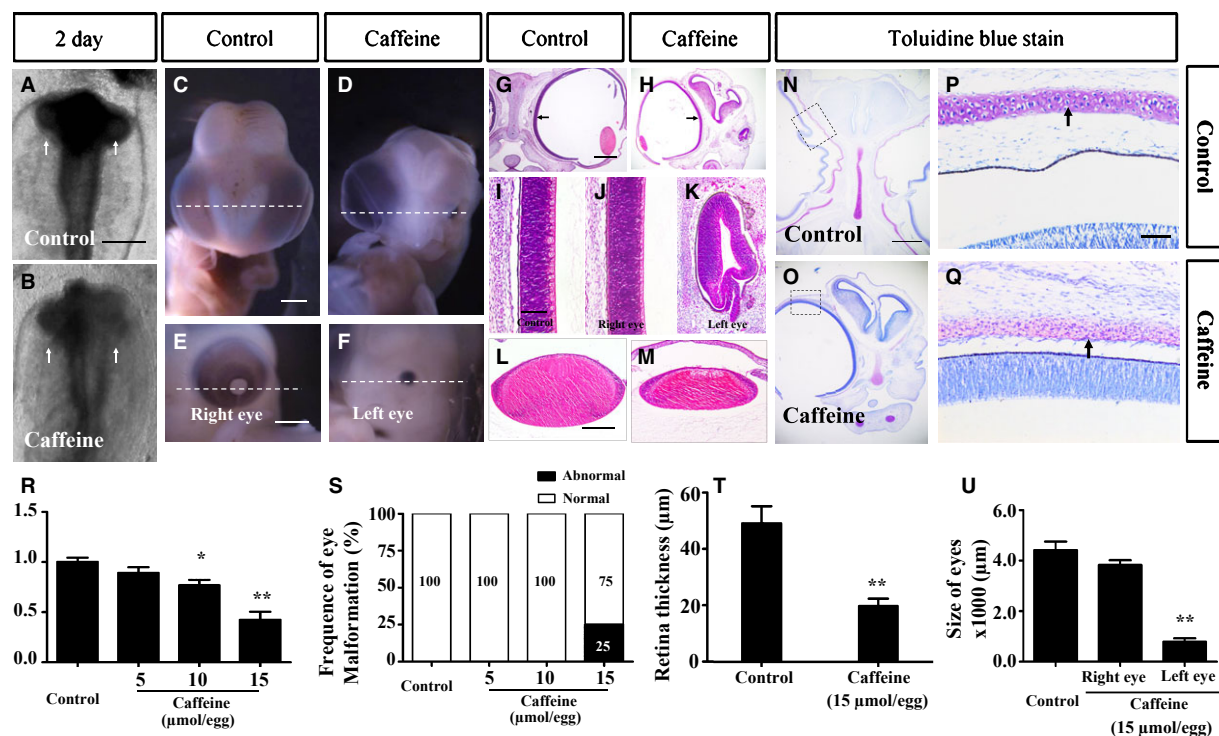 2 day
Control
Caffeine
Control
Caffeine
Toluidine blue stain
A
Control
B
Caffeine
C
D
E
Right eye
F
Left eye
G
H
I
Control
J
Right eye
K
Left eye
L
M
N
Control
O
Caffeine
P
Q
Control
Caffeine
R
1.5
1.0
0.5
0.0
*
**
Control
5
10
15
Caffeine
(µmol/egg)
S
Abnormal
Normal
Frequence of eye
Malformation (%)
100
75
50
25
0
100
100
100
75
25
Control
5
10
15
Caffeine
(µmol/egg)
T
Retina thickness (µm)
60
40
20
0
**
Control
Caffeine
(15 µmol/egg)
U
Size of eyes
x1000 (µm)
6.0
4.0
2.0
0.0
**
Control
Right eye
Left eye
Caffeine
(15 µmol/egg)